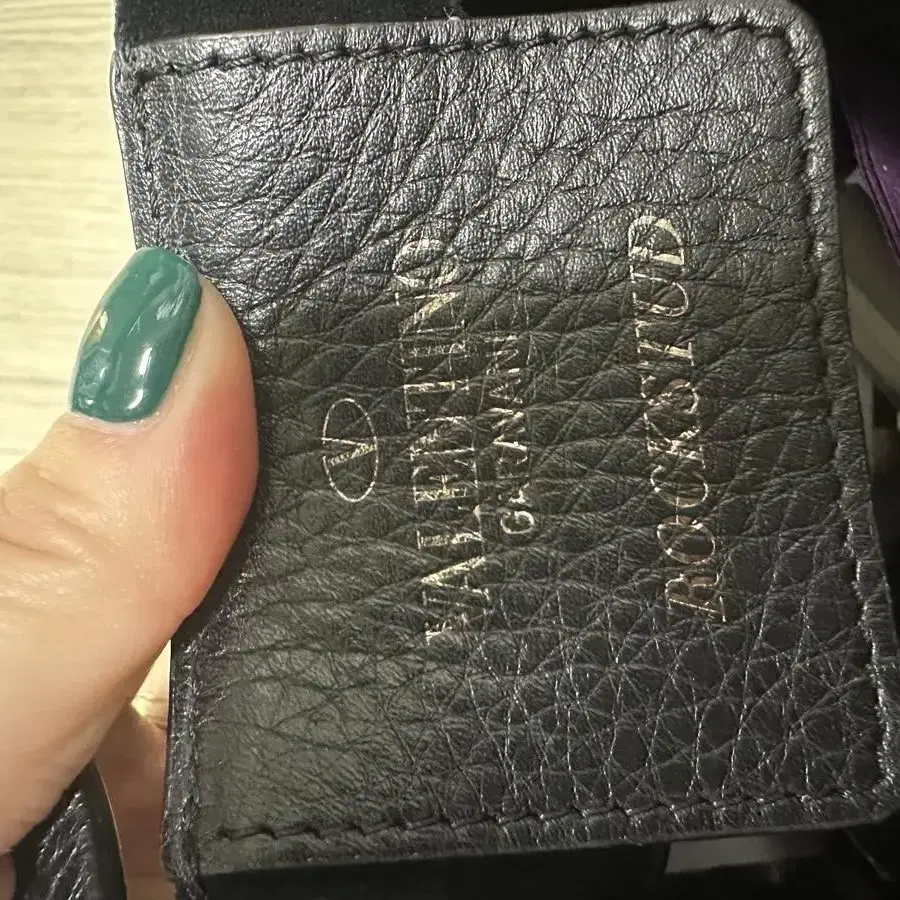 V
VALENTINO
GARAVANI
ROCKSTUD